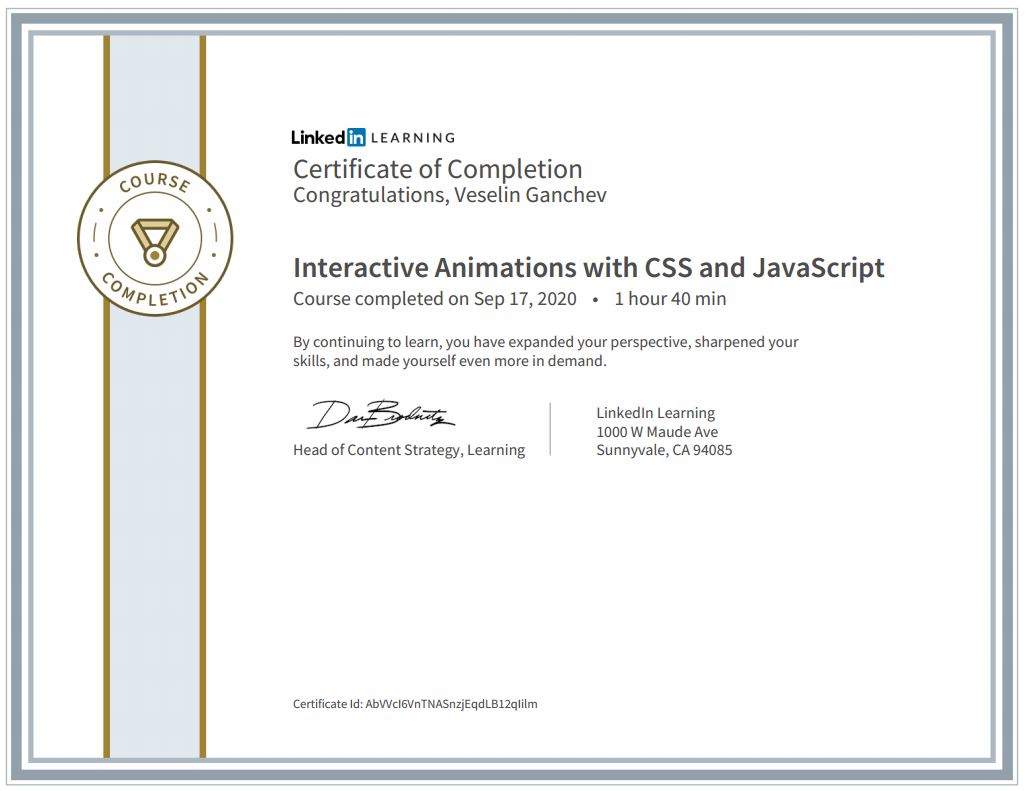 LinkedIn LEARNING
Certificate of Completion
Congratulations, Veselin Ganchev
COURSE
COMPLETION
Interactive Animations with CSS and JavaScript
Course completed on Sep 17, 2020 • 1 hour 40 min
By continuing to learn, you have expanded your perspective, sharpened your
skills, and made yourself even more in demand.
Head of Content Strategy, Learning
LinkedIn Learning
1000 W Maude Ave
Sunnyvale, CA 94085
Certificate Id: